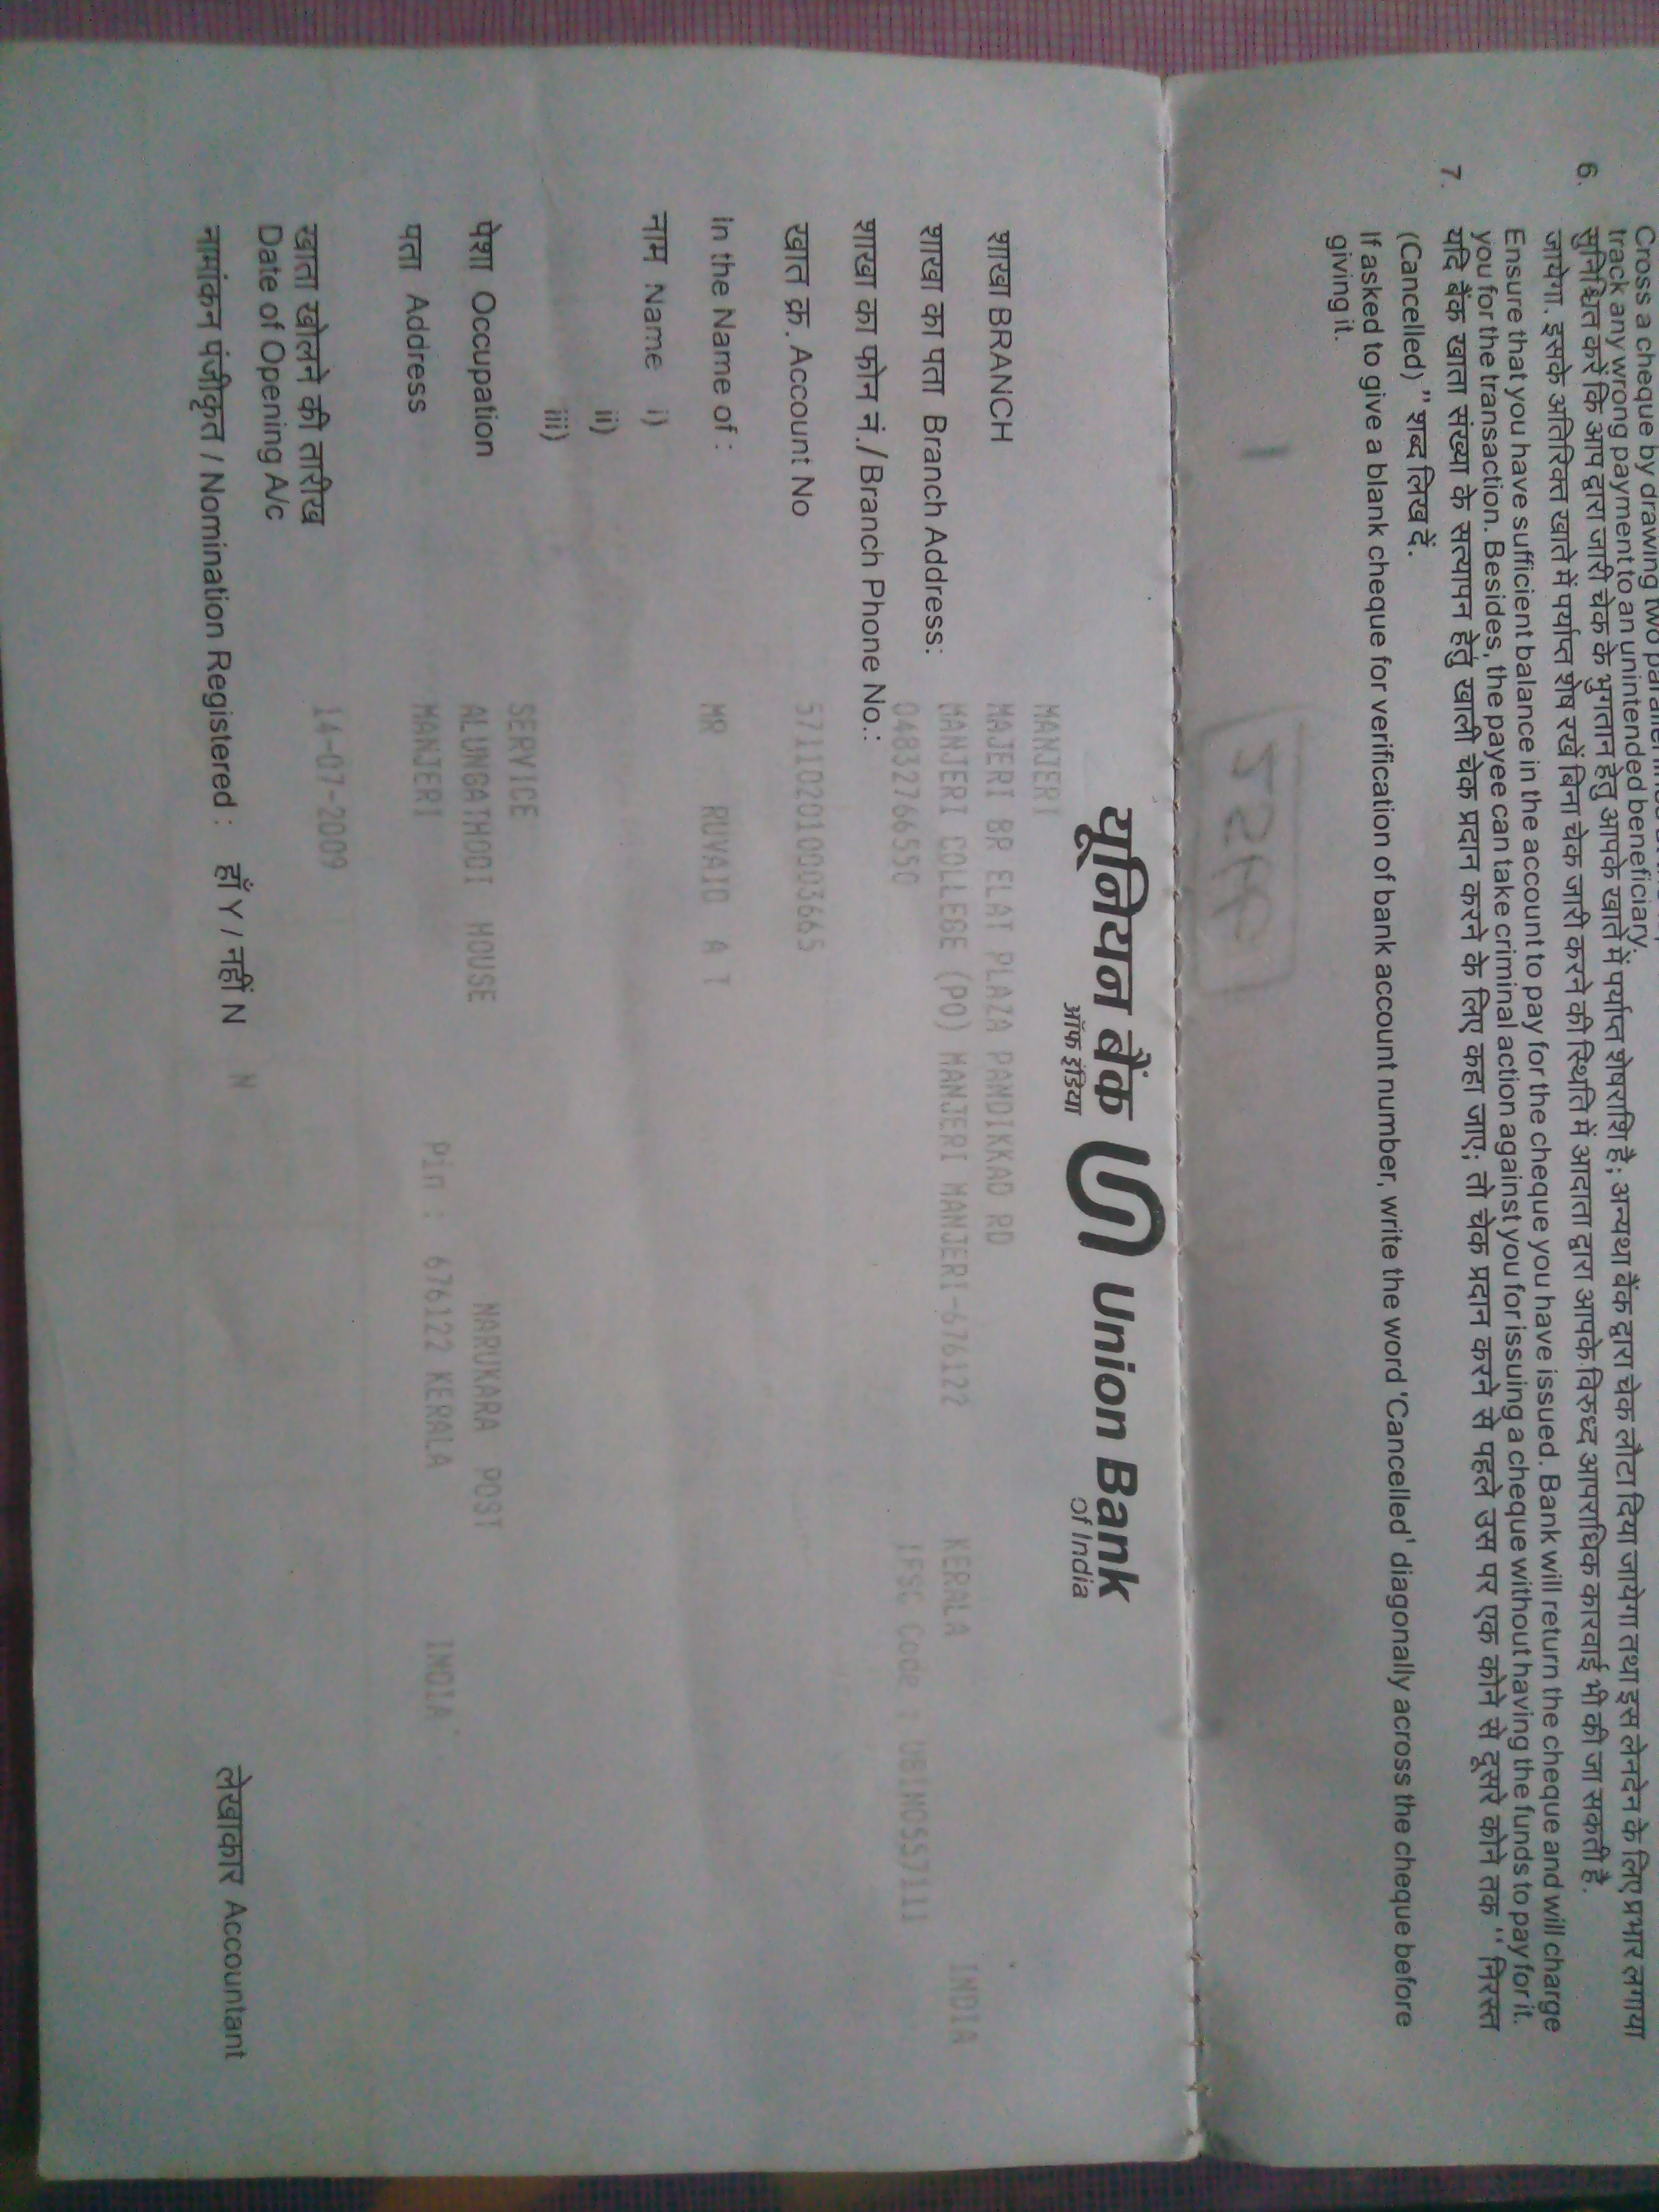 Cross a cheque by drawing two parallel
track any wrong payment to an unintended beneficiary.
6. सुनिश्चित करें कि आप द्वारा जारी चेक के भुगतान हेतु आपके खाते में पर्याप्त शेषराशि है; अन्यथा बैंक द्वारा चेक लौटा दिया जायेगा तथा इस लेनदेन के लिए प्रभार लगाया
जायेगा. इसके अतिरिक्त खाते में पर्याप्त शेष रखें बिना चेक जारी करने की स्थिति में आदाता द्वारा आपके विरुध्द आपराधिक कारवाई भी की जा सकती है.
Ensure that you have sufficient balance in the account to pay for the cheque you have issued. Bank will return the cheque and will charge
you for the transaction. Besides, the payee can take criminal action against you for issuing a cheque without having the funds to pay for it.
7. यदि बैंक खाता संख्या के सत्यापन हेतु खाली चेक प्रदान करने के लिए कहा जाए; तो चेक प्रदान करने से पहले उस पर एक कोने से दुसरे कोने तक ''निरस्त
(Cancelled) '' शब्द लिख दें.
If asked to give a blank cheque for verification of bank account number, write the word 'Cancelled' diagonally across the cheque before
giving it.
यूनियन बैंक Union Bank
ऑफ इंडिया of India
MANJERI
शाखा BRANCH MAJERI BR ELAT PLAZA PANDIKKAD RD
शाखा का पता Branch Address: MANJERI COLLEGE (PO) MANJERI MANJERI-676122 KERALA INDIA
शाखा का फोन नं./Branch Phone No.: 04832766550 IFSC Code : UBIN0557111
खात क्र. Account No 571102010003665
In the Name of : MR RUVAID A T
नाम Name i)
ii)
iii)
SERVICE
पेशा Occupation ALUNGATHODI HOUSE NARUKARA POST
पता Address MANJERI Pin : 676122 KERALA INDIA
खाता खोलने की तारीख 14-07-2009
Date of Opening A/c
नामांकन पंजीकृत / Nomination Registered : हाँ Y / नहीं N N
लेखाकार Accountant